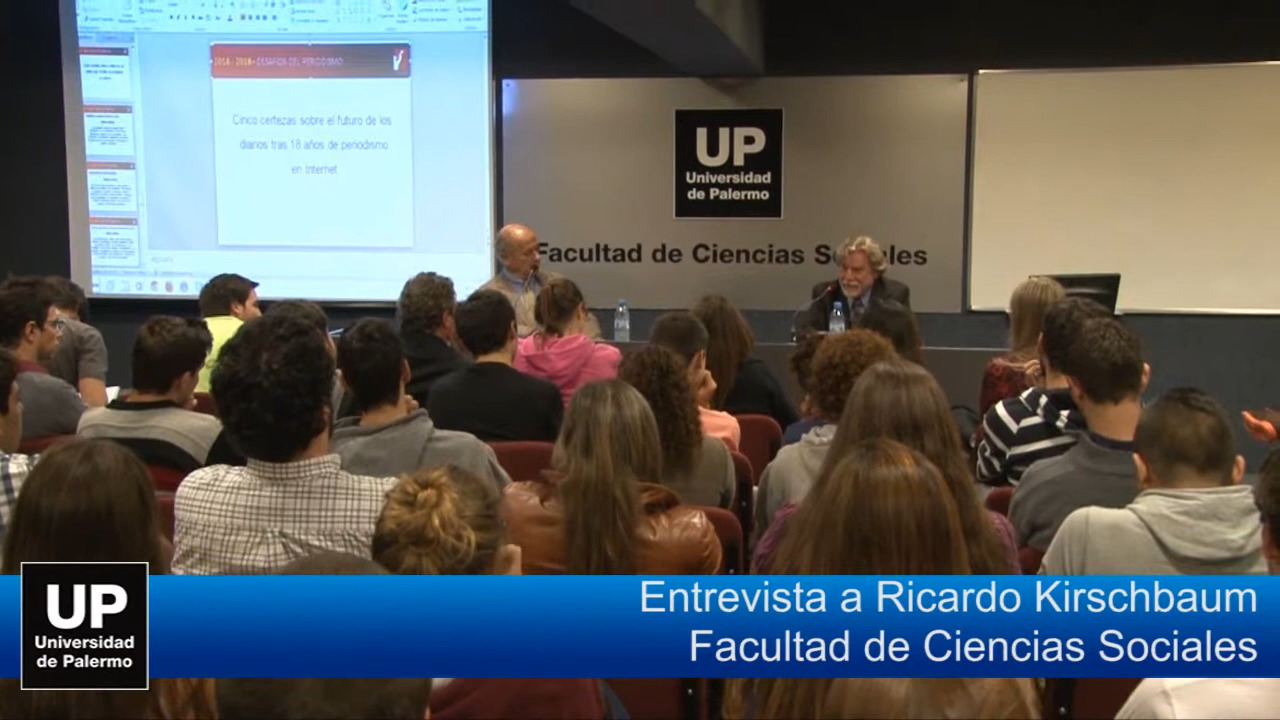 2014 - 2018 - DESAFIOS DEL PERIODISMO
Cinco certezas sobre el futuro de los
diarios tras 18 años de periodismo
en Internet
UP
Universidad
de Palermo
Facultad de Ciencias Sociales
UP
Universidad
de Palermo
Entrevista a Ricardo Kirschbaum
Facultad de Ciencias Sociales